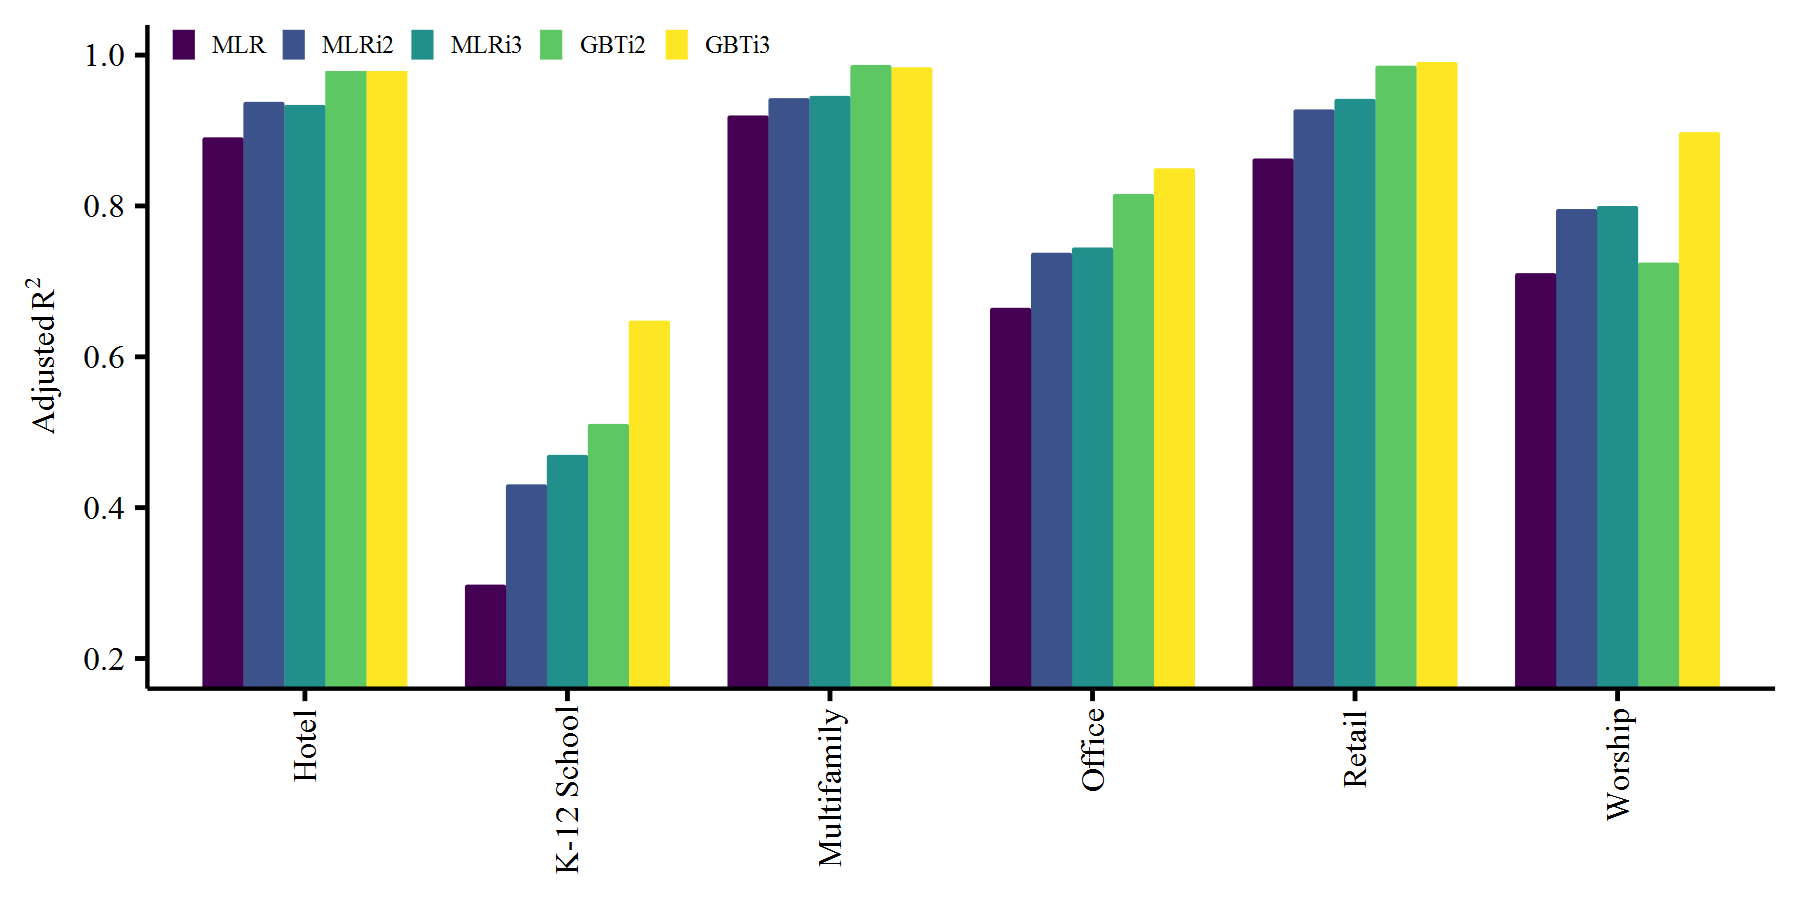 MLR MLRi2 MLRi3 GBTi2 GBTi3
Adjusted R²
1.0
0.8
0.6
0.4
0.2
Hotel
K-12 School
Multifamily
Office
Retail
Worship